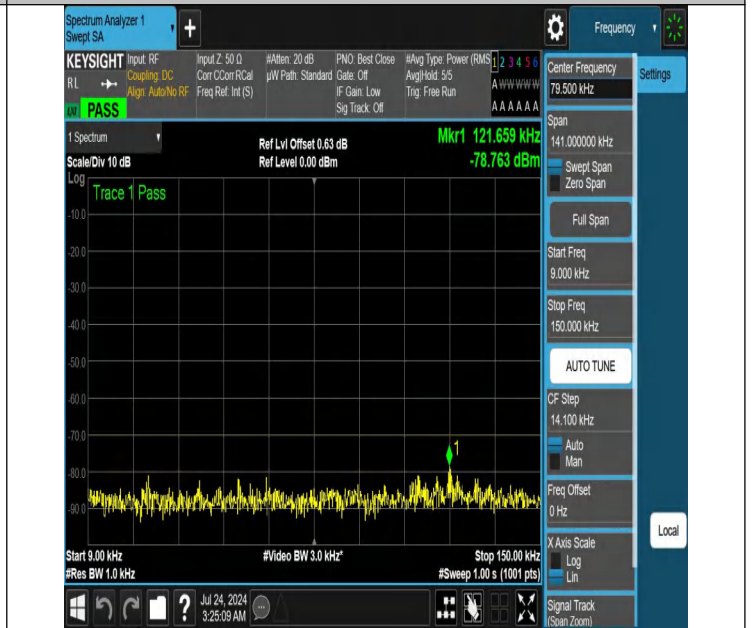 Spectrum Analyzer 1
Swept SA
+
Frequency
KEYSIGHT
RL
PASS
Input: RF
Coupling: DC
Align: Auto/No RF
Input Z: 50 Ω
Corr CCorr RCal
Freq Ref: Int (S)
#Atten: 20 dB
µW Path: Standard
PNO: Best Close
Gate: Off
IF Gain: Low
Sig Track: Off
#Avg Type: Power (RMS
Avg|Hold: 5/5
Trig: Free Run
1 2 3 4 5 6
A W W W W W
A A A A A A
1 Spectrum
Scale/Div 10 dB
Ref Lvl Offset 0.63 dB
Ref Level 0.00 dBm
Mkr1 121.659 kHz
-78.763 dBm
Log
Trace 1 Pass
-10.0
-20.0
-30.0
-40.0
-50.0
-60.0
-70.0
-80.0
-90.0
1
Start 9.00 kHz
#Res BW 1.0 kHz
#Video BW 3.0 kHz*
Stop 150.00 kHz
#Sweep 1.00 s (1001 pts)
?
Jul 24, 2024
3:25:09 AM
Settings
Center Frequency
79.500 kHz
Span
141.000000 kHz
Swept Span
Zero Span
Full Span
Start Freq
9.000 kHz
Stop Freq
150.000 kHz
AUTO TUNE
CF Step
14.100 kHz
Auto
Man
Freq Offset
0 Hz
X Axis Scale
Log
Lin
Signal Track
(Span Zoom)
Local